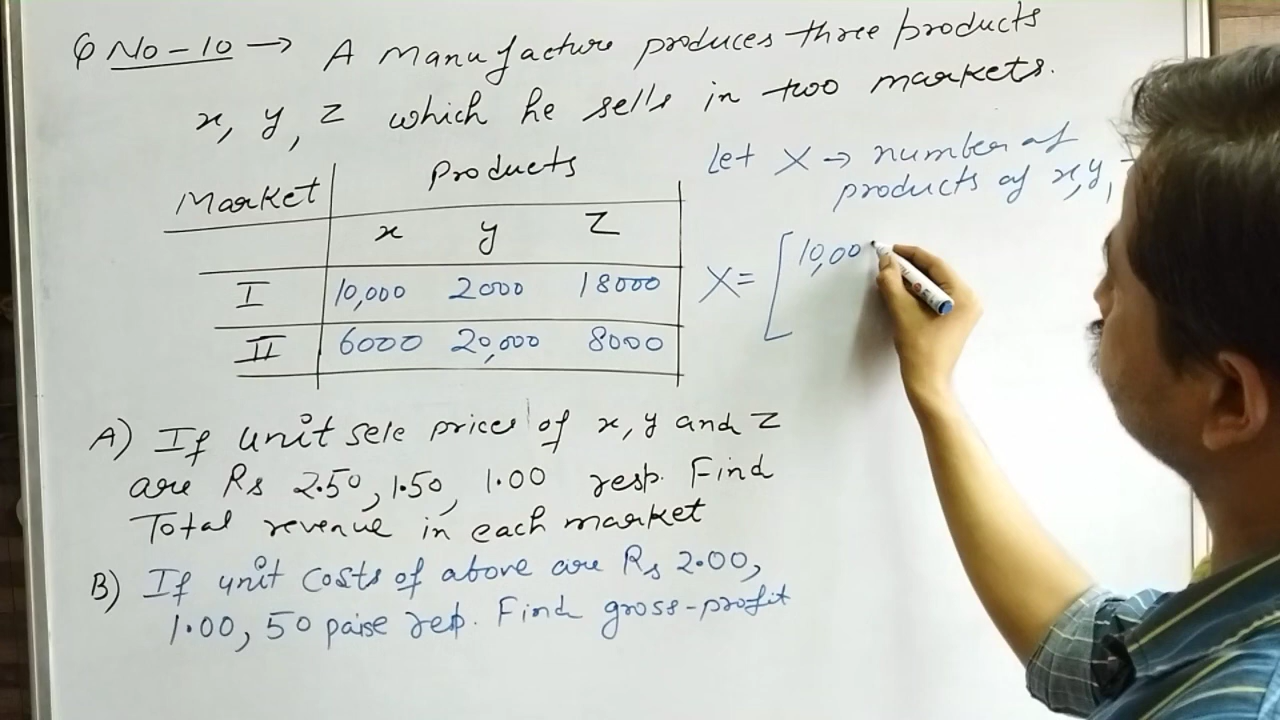 Q No-10 → A Manufacture produces three products
x, y, z which he sells in two markets.
Market Products
x y z
I 10,000 2000 18000
II 6000 20,000 8000
Let X → number of
products of x, y,
X = [ 10,00
A) If unit sele prices of x, y and z
are Rs 2.50, 1.50, 1.00 resp. Find
Total revenue in each market
B) If unit costs of above are Rs 2.00,
1.00, 50 paise resp. Find gross-profit